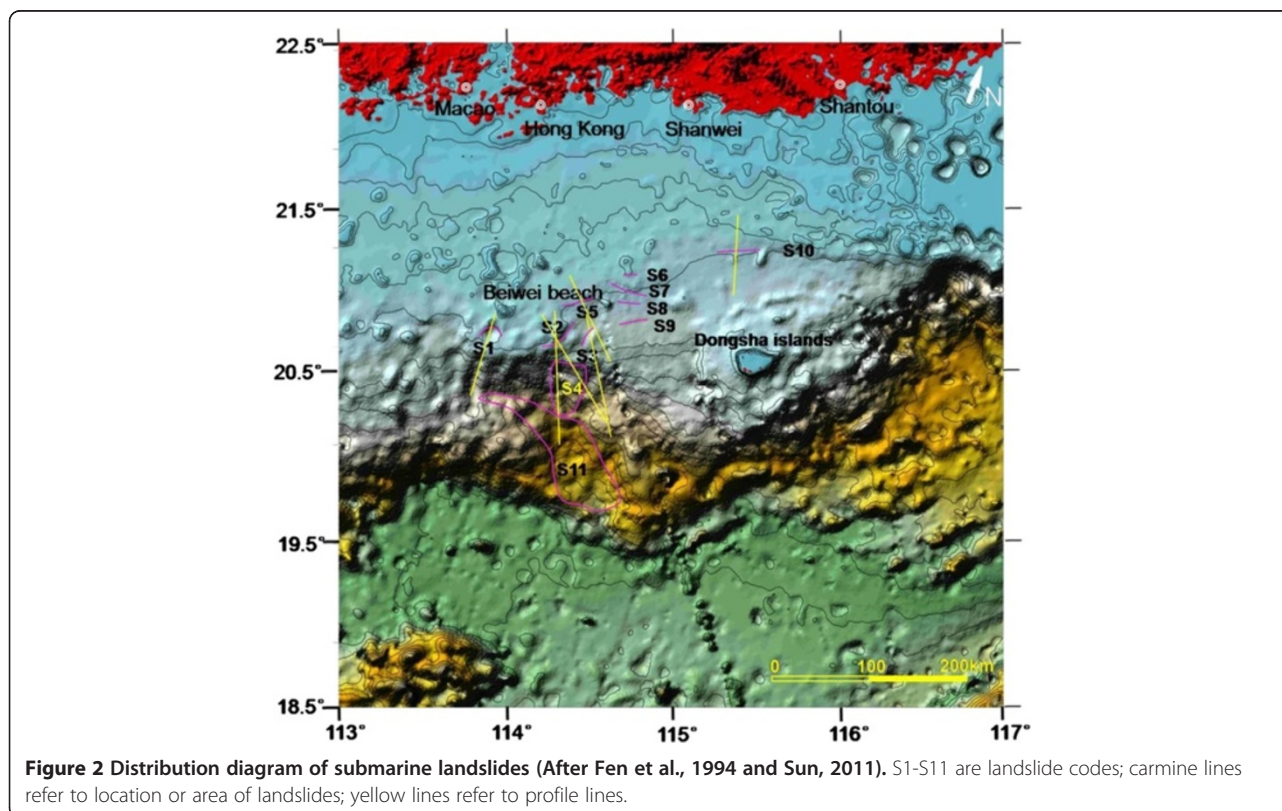 22.5°
N
Macao
Shantou
Hong Kong
Shanwei
21.5°
S10
S6
Beiwei beach
S7
S8
S5
S2
S9
S1
S3
Dongsha islands
20.5°
S4
S11
19.5°
0 100 200km
18.5°
113° 114° 115° 116° 117°
Figure 2 Distribution diagram of submarine landslides (After Fen et al., 1994 and Sun, 2011). S1-S11 are landslide codes; carmine lines
refer to location or area of landslides; yellow lines refer to profile lines.